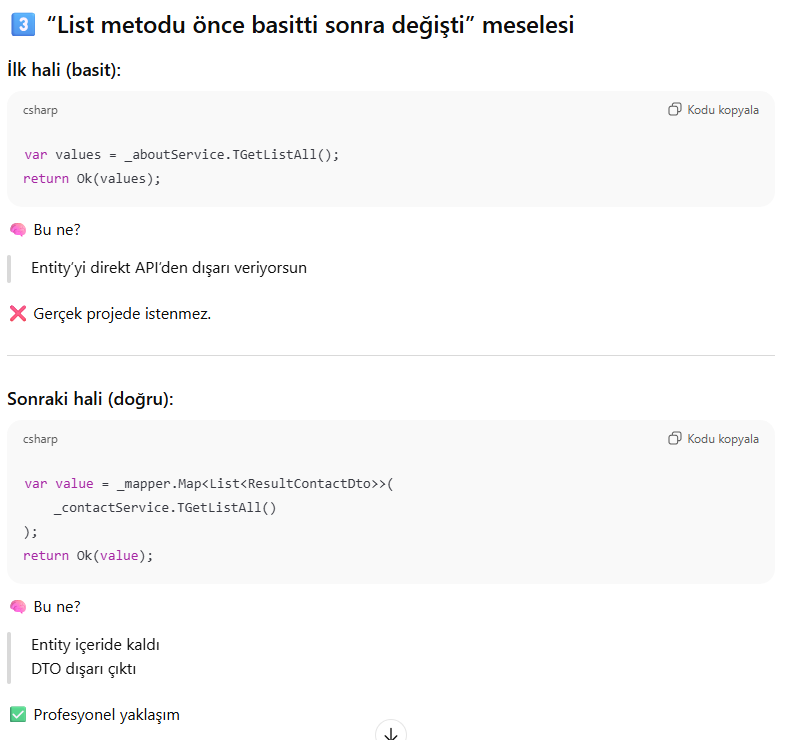 3 “List metodu önce basitti sonra değişti” meselesi
İlk hali (basit):
csharp
Kodu kopyala
var values = _aboutService.TGetListAll();
return Ok(values);
🧠 Bu ne?
Entity’yi direkt API’den dışarı veriyorsun
❌ Gerçek projede istenmez.
Sonraki hali (doğru):
csharp
Kodu kopyala
var value = _mapper.Map<List<ResultContactDto>>(
    _contactService.TGetListAll()
);
return Ok(value);
🧠 Bu ne?
Entity içeride kaldı
DTO dışarı çıktı
✅ Profesyonel yaklaşım